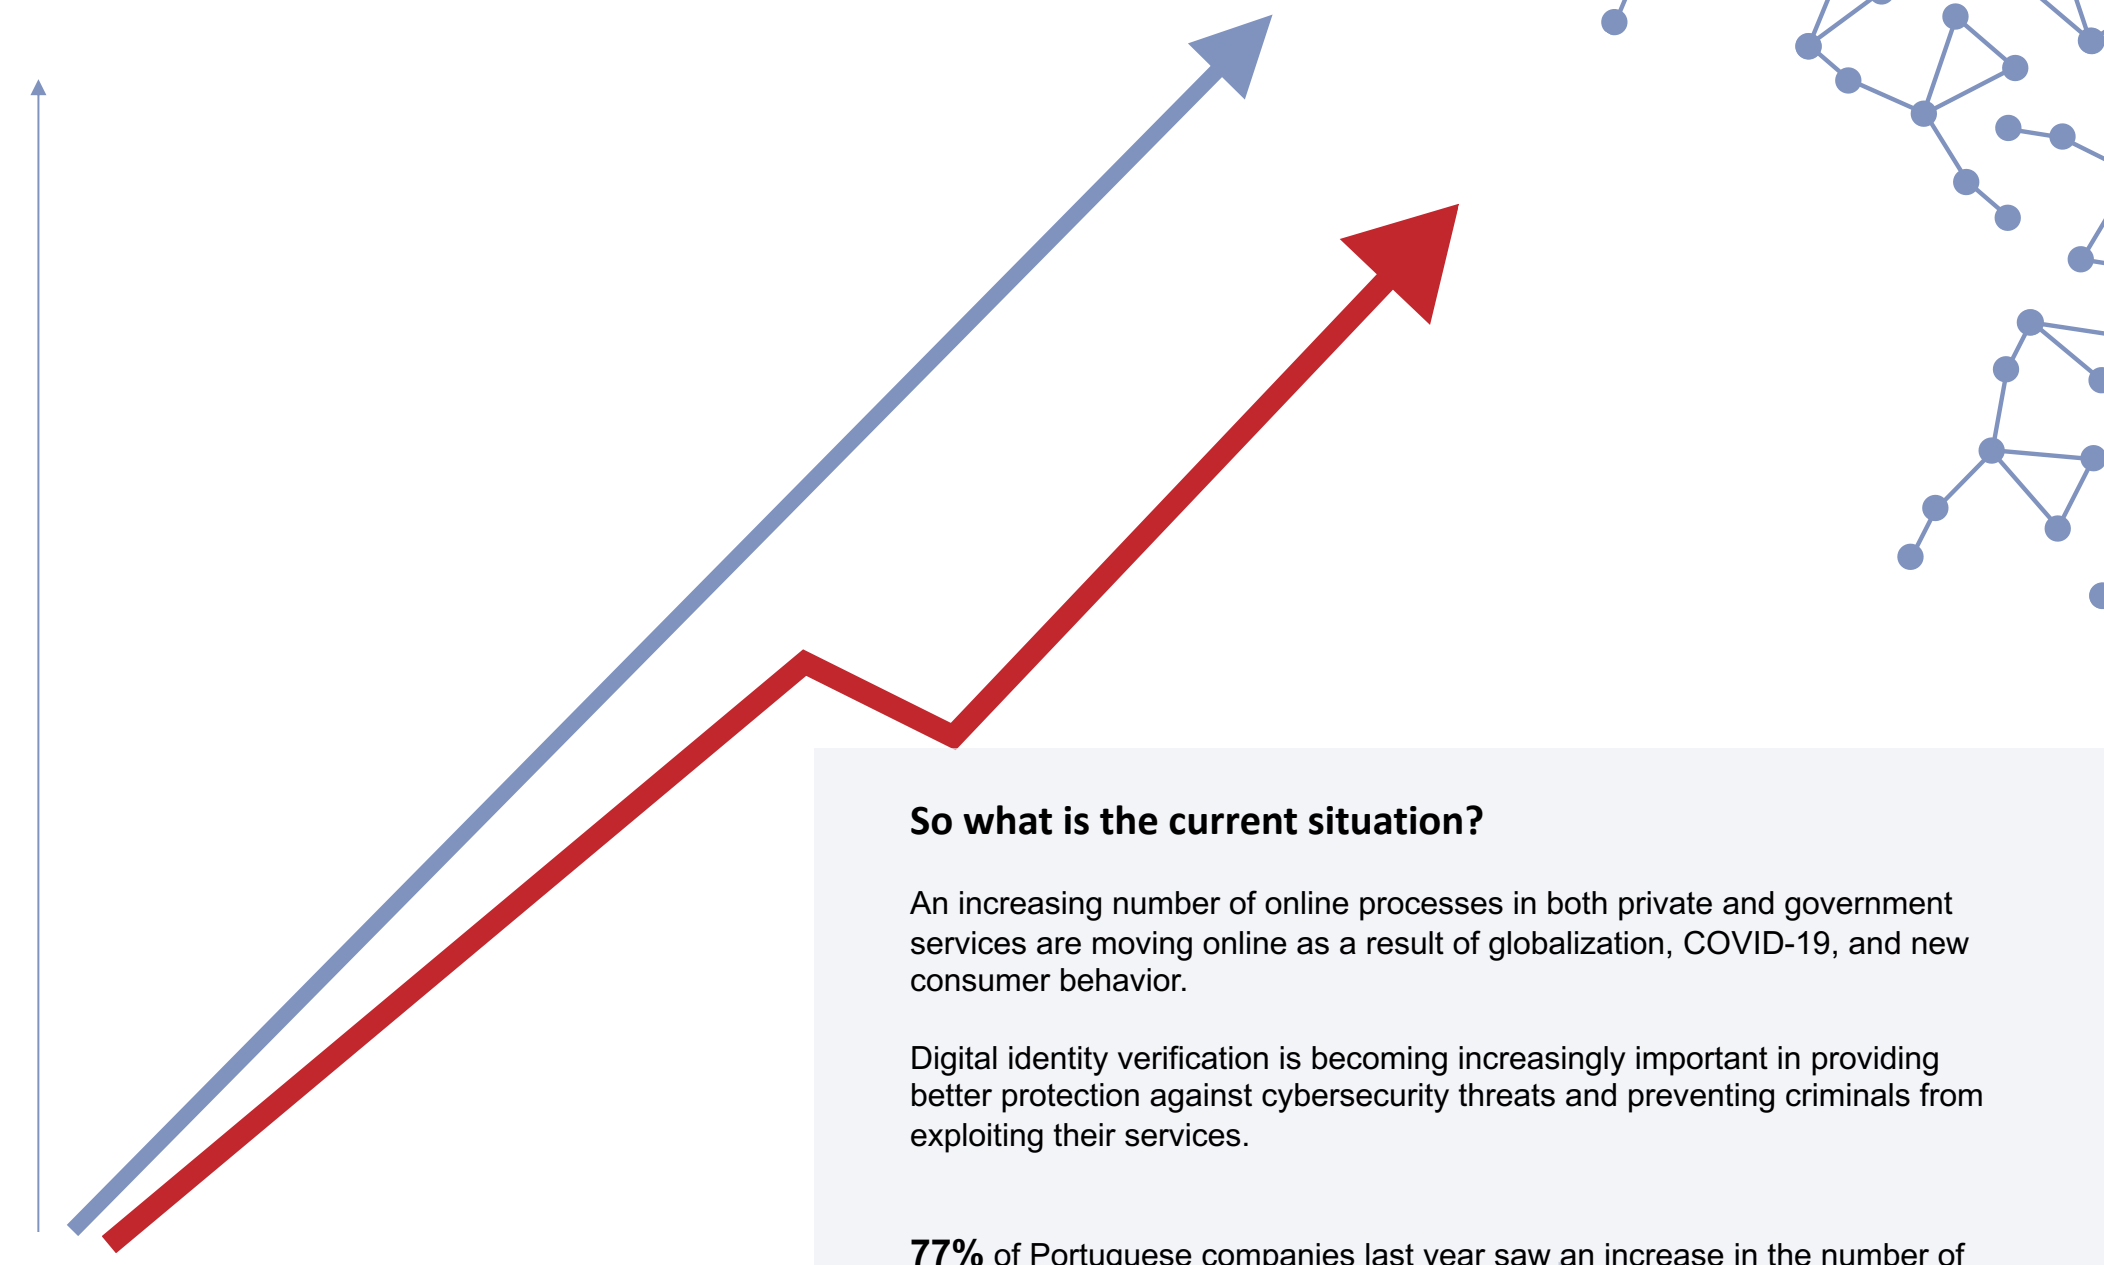 So what is the current situation?
An increasing number of online processes in both private and government
services are moving online as a result of globalization, COVID-19, and new
consumer behavior.
Digital identity verification is becoming increasingly important in providing
better protection against cybersecurity threats and preventing criminals from
exploiting their services.
77% of Portuguese companies last year saw an increase in the number of